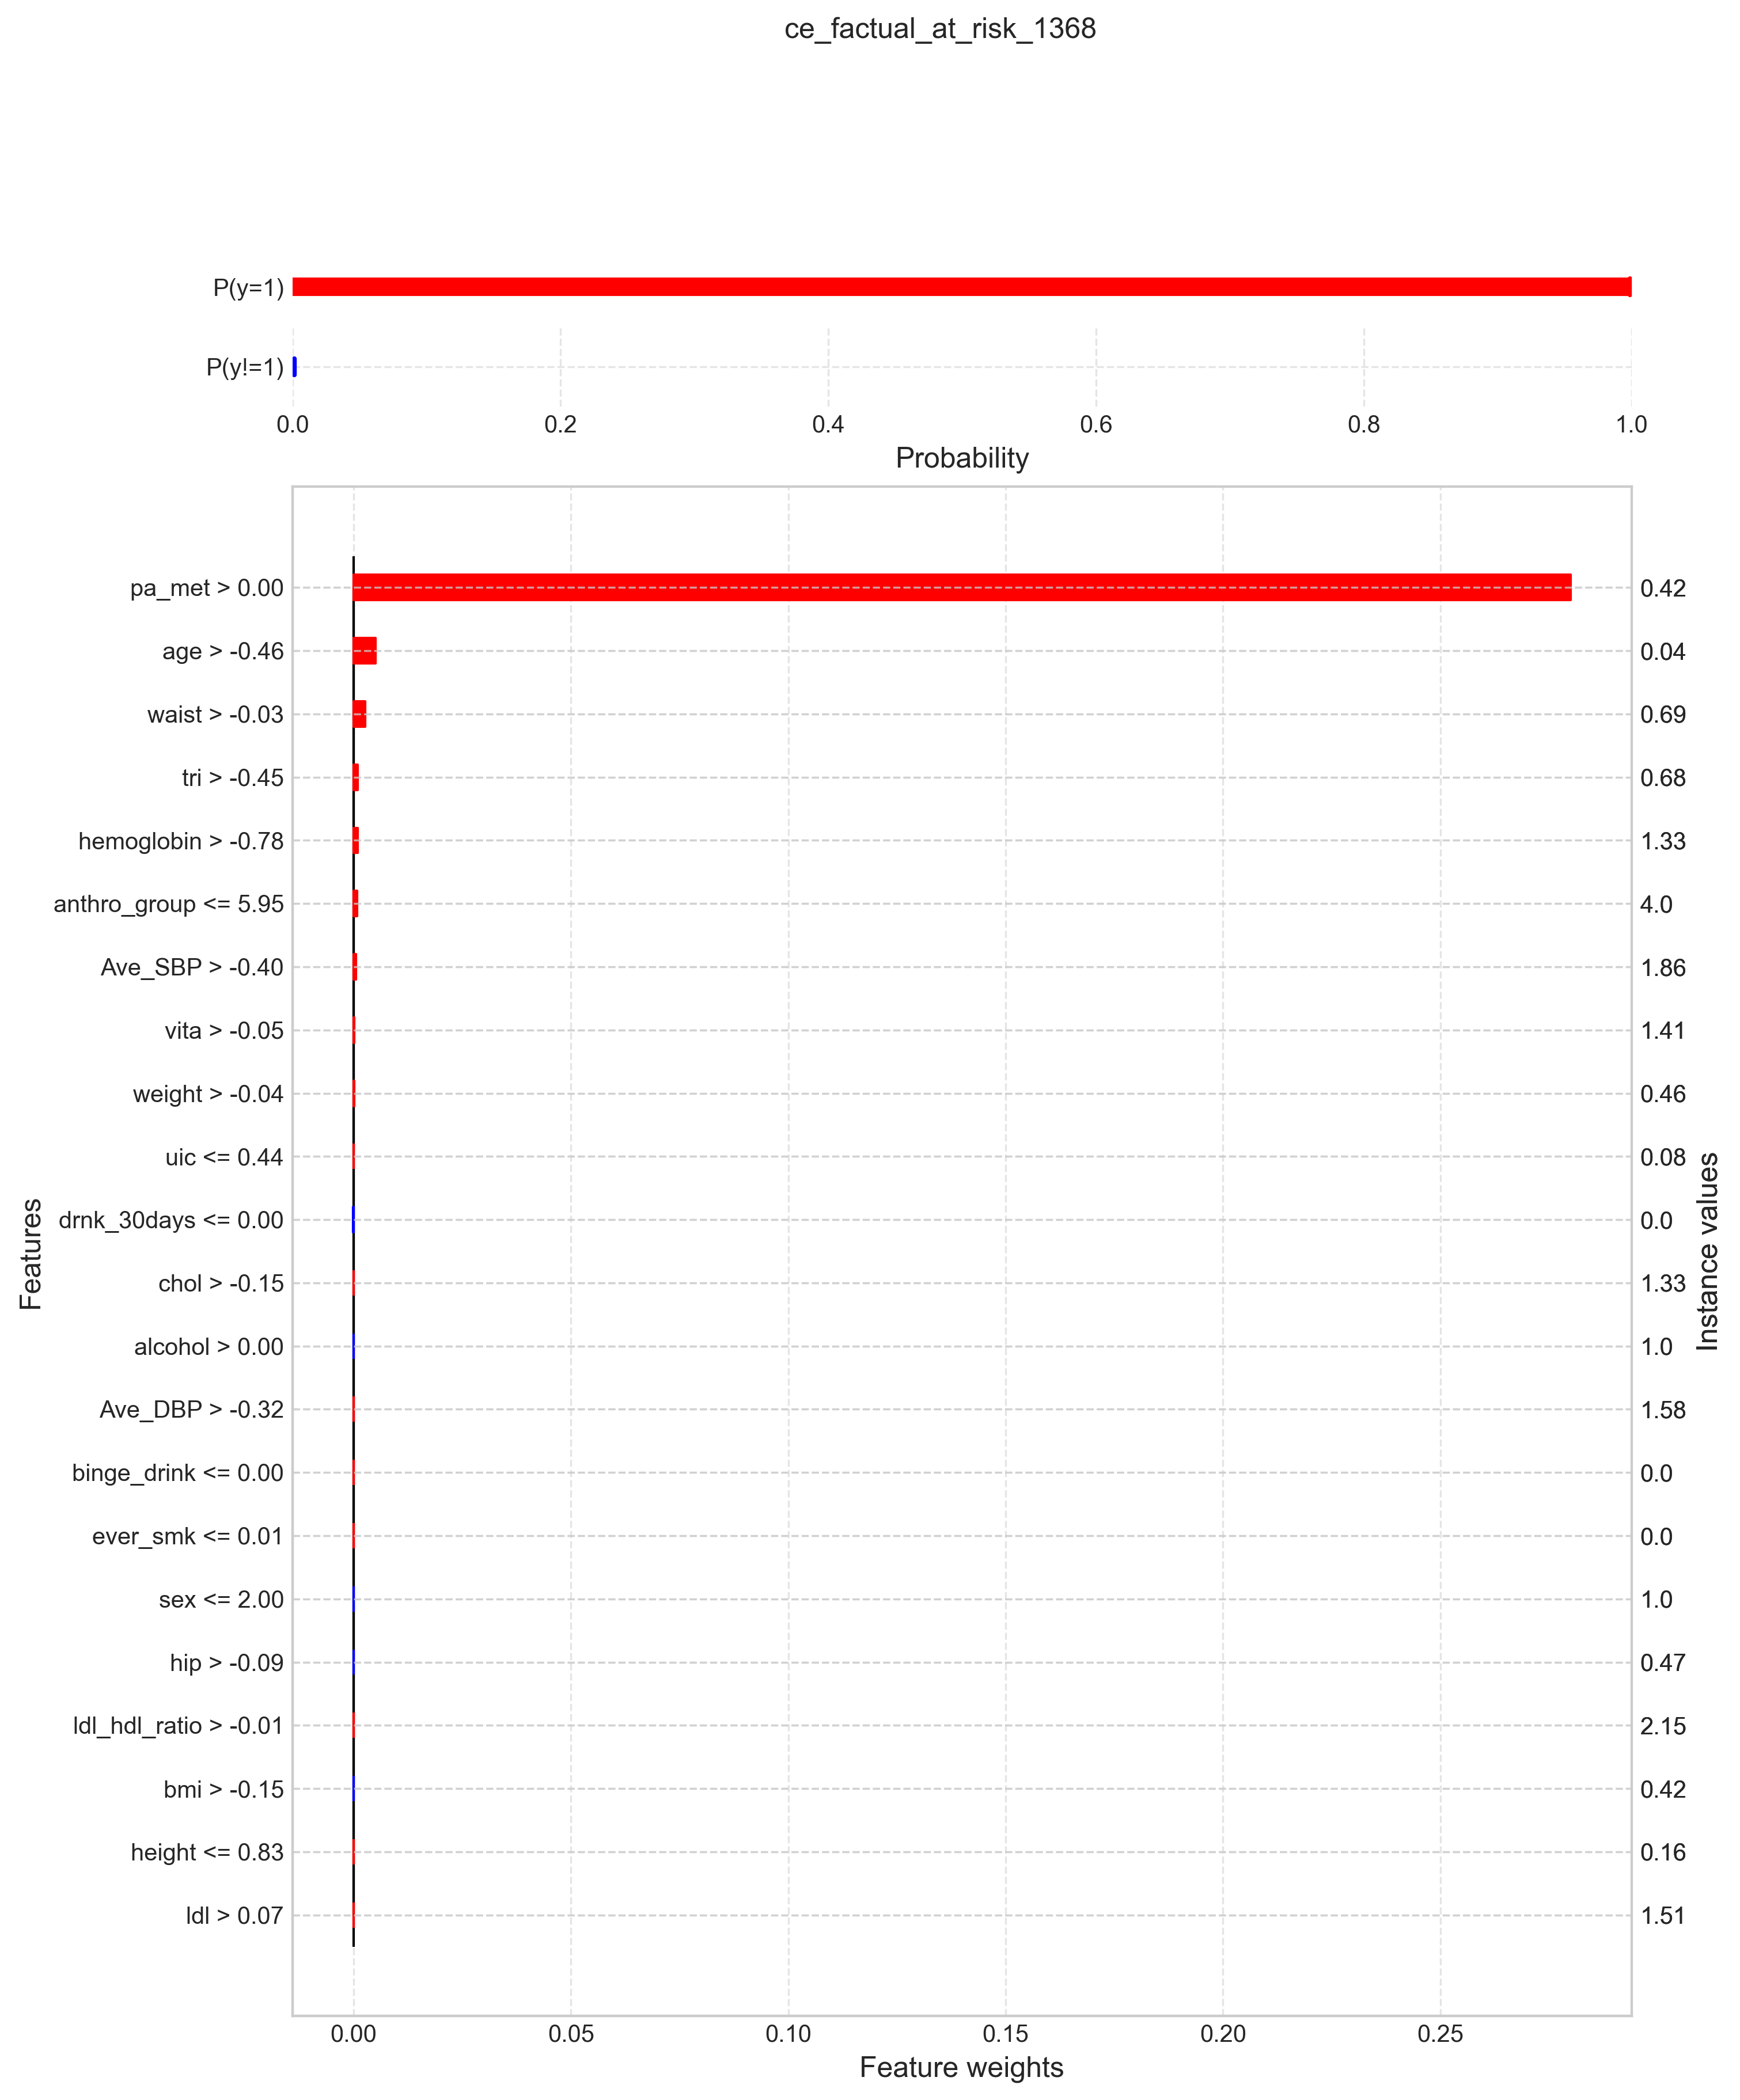 ce_factual_at_risk_1368
P(y=1)
P(y!=1)
0.0 0.2 0.4 0.6 0.8 1.0
Probability
pa_met > 0.00 0.42
age > -0.46 0.04
waist > -0.03 0.69
tri > -0.45 0.68
hemoglobin > -0.78 1.33
anthro_group <= 5.95 4.0
Ave_SBP > -0.40 1.86
vita > -0.05 1.41
weight > -0.04 0.46
uic <= 0.44 0.08
drnk_30days <= 0.00 0.0
chol > -0.15 1.33
alcohol > 0.00 1.0
Ave_DBP > -0.32 1.58
binge_drink <= 0.00 0.0
ever_smk <= 0.01 0.0
sex <= 2.00 1.0
hip > -0.09 0.47
ldl_hdl_ratio > -0.01 2.15
bmi > -0.15 0.42
height <= 0.83 0.16
ldl > 0.07 1.51
Features
Instance values
0.00 0.05 0.10 0.15 0.20 0.25
Feature weights